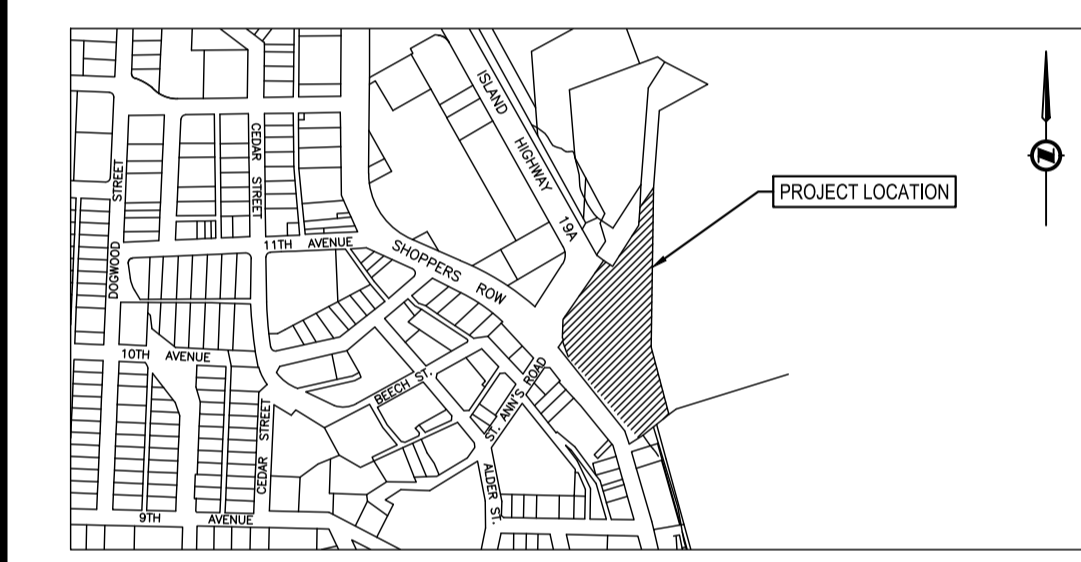 ISLAND HIGHWAY 19A
PROJECT LOCATION
CEDAR STREET
DOGWOOD STREET
11TH AVENUE
SHOPPERS ROW
10TH AVENUE
BEECH ST.
ST. ANN'S ROAD
CEDAR STREET
ALDER ST.
9TH AVENUE
N